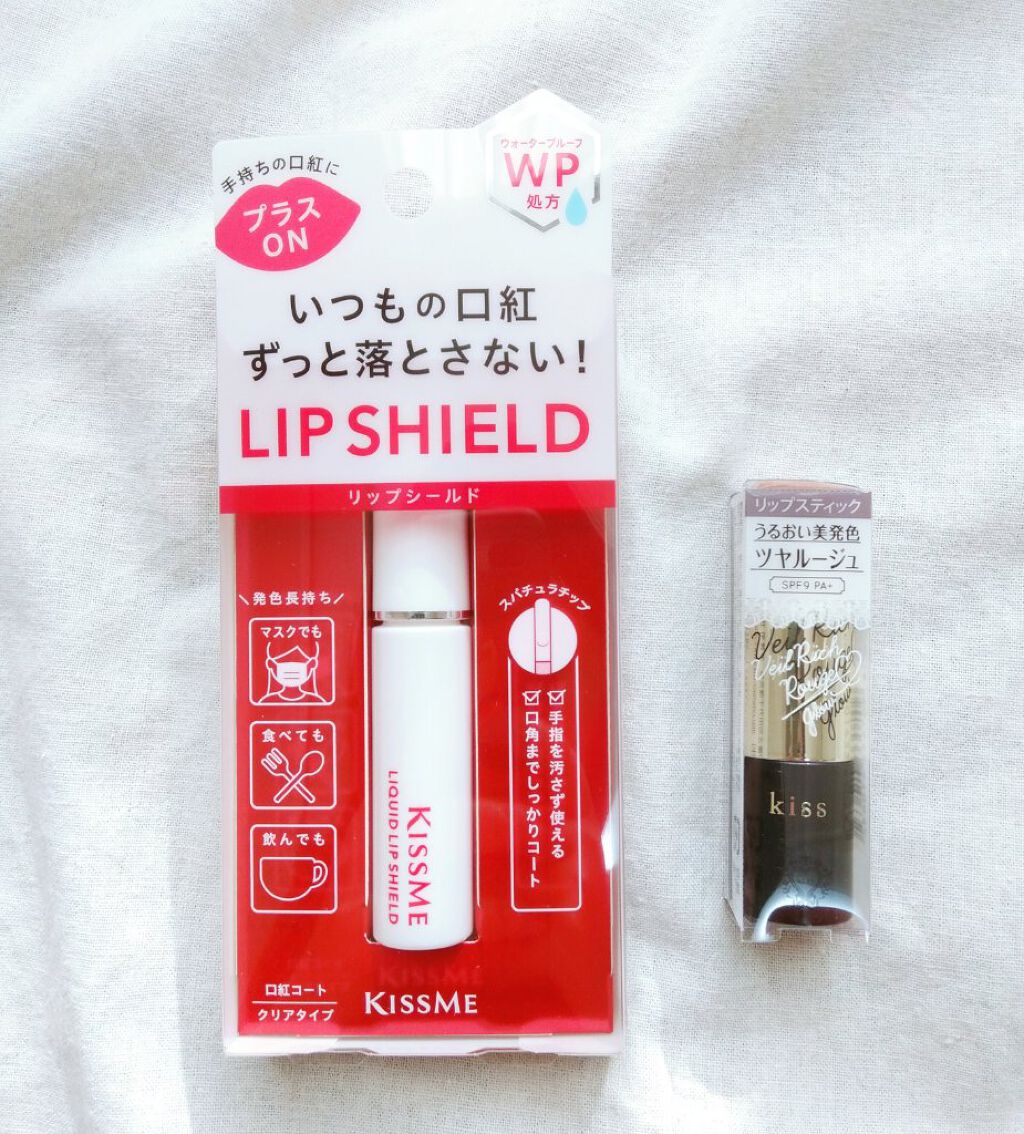 手持ちの口紅に
プラス
ON
ウォータープルーフ
WP
処方
いつもの口紅
ずっと落とさない!
LIP SHIELD
リップシールド
\発色長持ち/
マスクでも
食べても
飲んでも
スパチュラチップ
手指を汚さず使える
口角までしっかりコート
KISSME
LIQUID LIP SHIELD
口紅コート
クリアタイプ
KISSME
リップスティック
うるおい美発色
ツヤルージュ
SPF9 PA+
Veil Rich
Rouge
glow
kiss